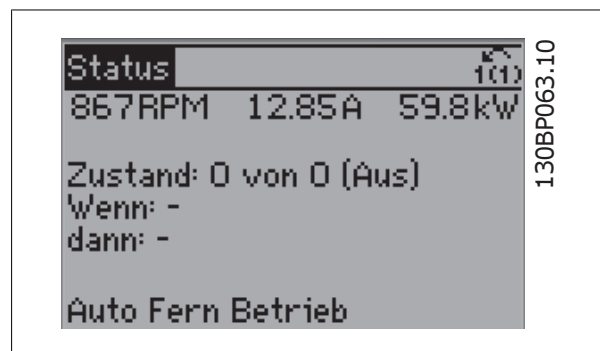 Status
1(1)
867RPM 12.85A 59.8kW
Zustand: 0 von 0 (Aus)
Wenn: -
dann: -
Auto Fern Betrieb
130BP063.10